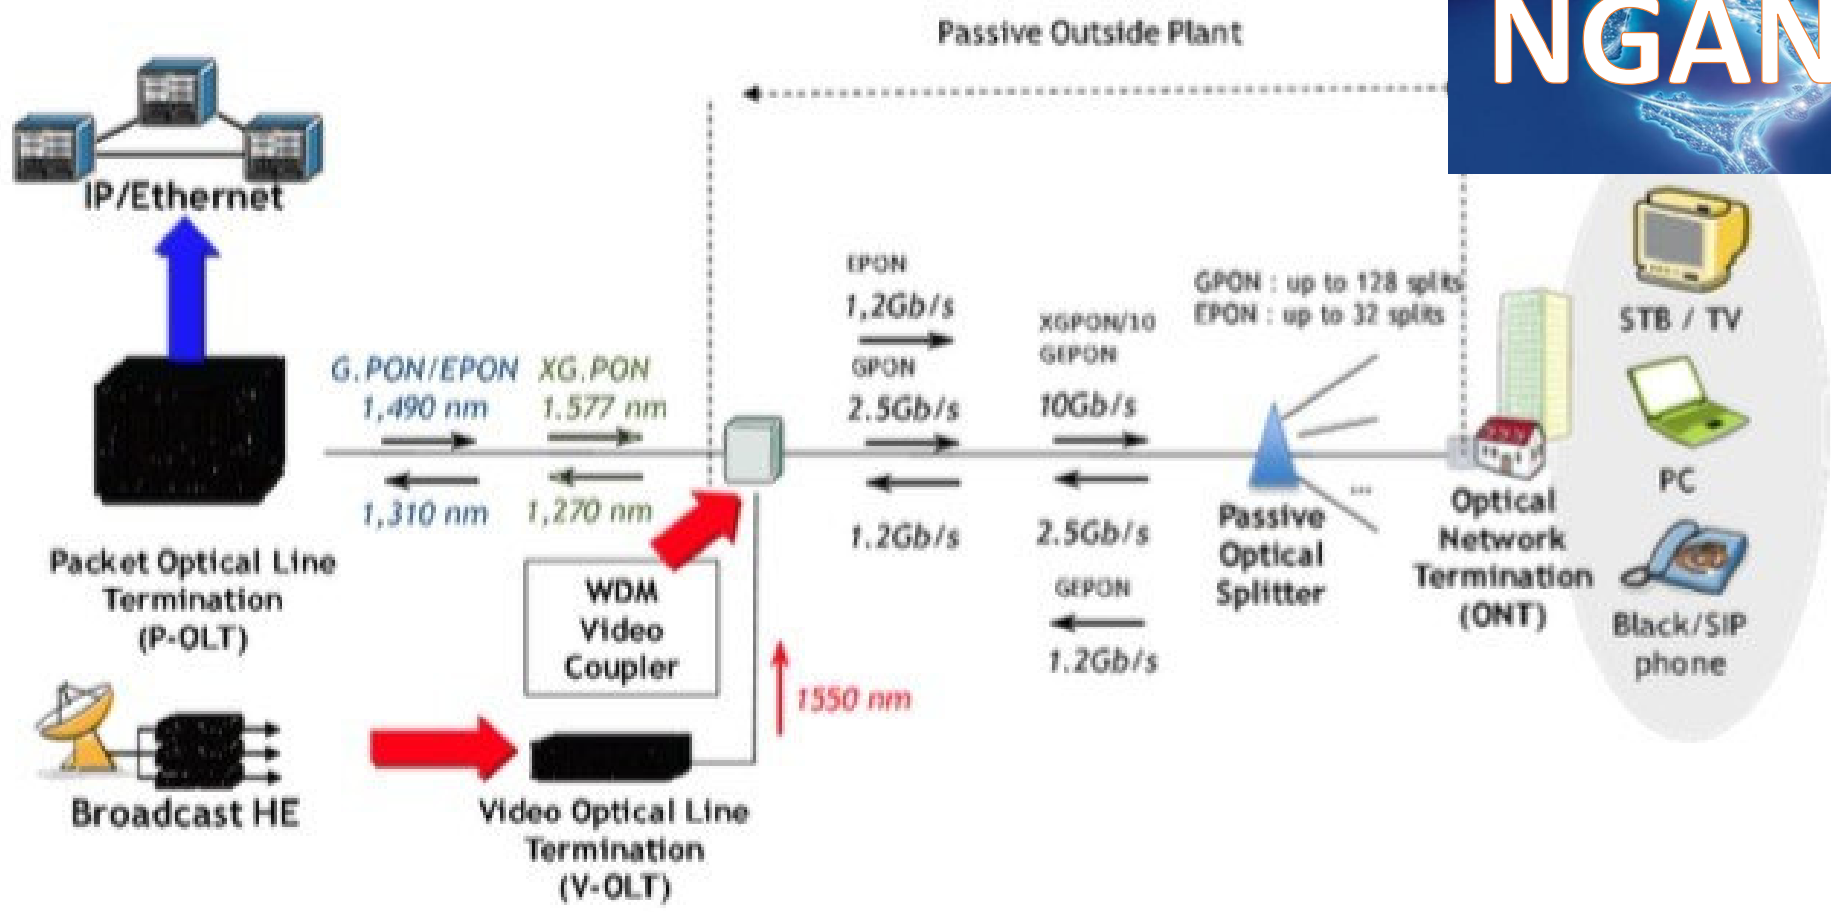 Passive Outside Plant
NGAN
IP/Ethernet
G.PON/EPON
1,490 nm
1,310 nm
XG.PON
1.577 nm
1,270 nm
EPON
1,2Gb/s
GPON
2.5Gb/s
1.2Gb/s
XGPON/10
GEPON
10Gb/s
2.5Gb/s
GEPON
1.2Gb/s
GPON : up to 128 splits
EPON : up to 32 splits
...
Passive
Optical
Splitter
Optical
Network
Termination
(ONT)
STB / TV
PC
Black/SIP
phone
Packet Optical Line
Termination
(P-OLT)
WDM
Video
Coupler
1550 nm
Broadcast HE
Video Optical Line
Termination
(V-OLT)